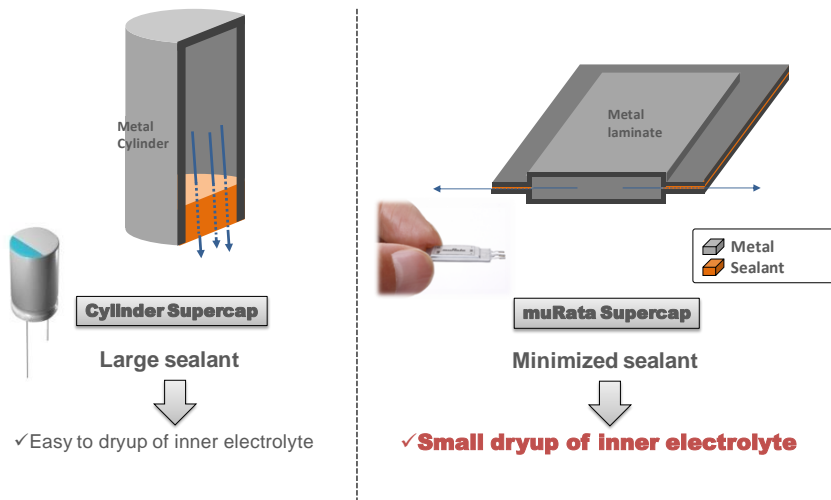 Metal
Cylinder
Cylinder Supercap
Large sealant
✓Easy to dryup of inner electrolyte
Metal
laminate
Metal
Sealant
muRata Supercap
Minimized sealant
✓Small dryup of inner electrolyte